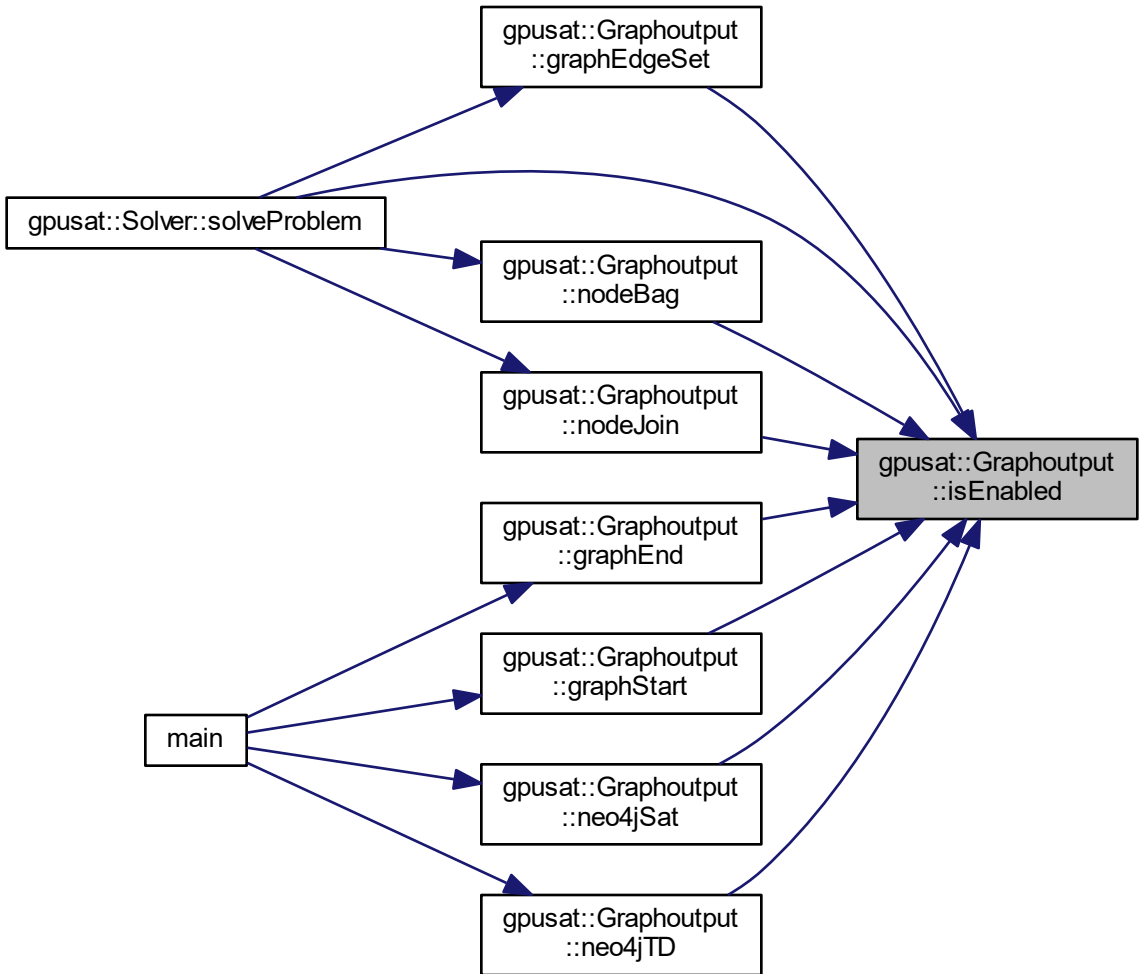 gpusat::Graphoutput
::graphEdgeSet
gpusat::Solver::solveProblem
gpusat::Graphoutput
::nodeBag
gpusat::Graphoutput
::nodeJoin
gpusat::Graphoutput
::isEnabled
gpusat::Graphoutput
::graphEnd
gpusat::Graphoutput
::graphStart
main
gpusat::Graphoutput
::neo4jSat
gpusat::Graphoutput
::neo4jTD